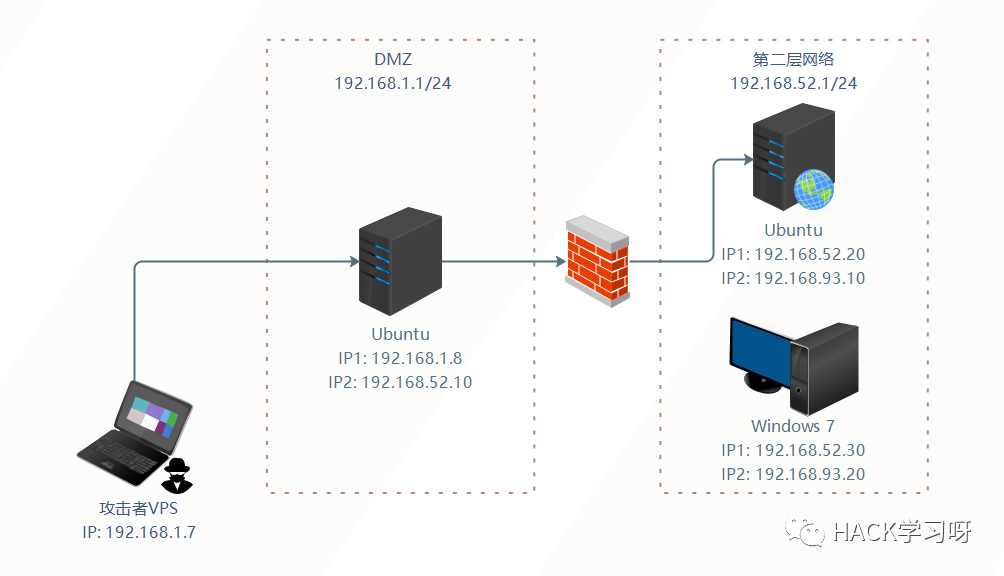 DMZ
192.168.1.1/24
第二层网络
192.168.52.1/24
Ubuntu
IP1: 192.168.52.20
IP2: 192.168.93.10
Ubuntu
IP1: 192.168.1.8
IP2: 192.168.52.10
Windows 7
IP1: 192.168.52.30
IP2: 192.168.93.20
攻击者VPS
IP: 192.168.1.7
HACK学习呀